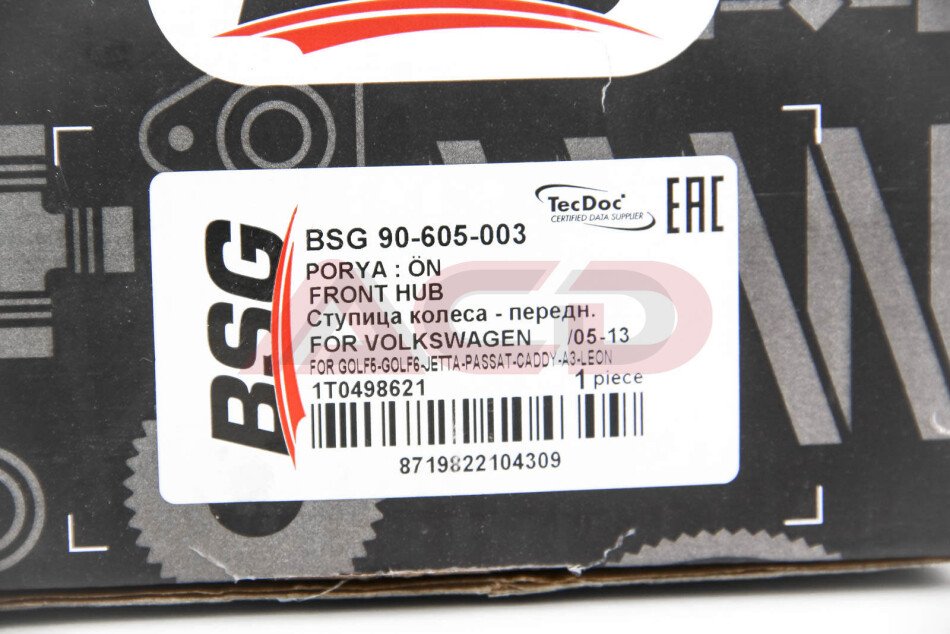 BSG
TecDoc®
CERTIFIED DATA SUPPLIER
EAC
BSG 90-605-003
PORYA : ÖN
FRONT HUB
Ступица колеса - передн.
FOR VOLKSWAGEN /05-13
FOR GOLF5-GOLF6-JETTA-PASSAT-CADDY-A3-LEON
1T0498621 1 piece
8719822104309
ACD